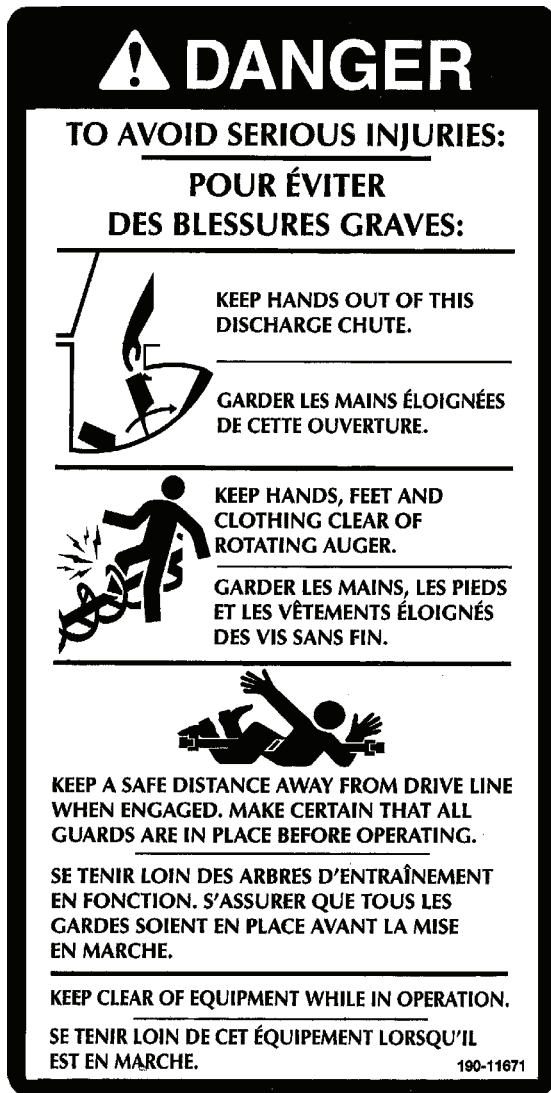 DANGER
TO AVOID SERIOUS INJURIES:
POUR ÉVITER
DES BLESSURES GRAVES:
KEEP HANDS OUT OF THIS
DISCHARGE CHUTE.
GARDER LES MAINS ÉLOIGNÉES
DE CETTE OUVERTURE.
KEEP HANDS, FEET AND
CLOTHING CLEAR OF
ROTATING AUGER.
GARDER LES MAINS, LES PIEDS
ET LES VÊTEMENTS ÉLOIGNÉS
DES VIS SANS FIN.
KEEP A SAFE DISTANCE AWAY FROM DRIVE LINE
WHEN ENGAGED. MAKE CERTAIN THAT ALL
GUARDS ARE IN PLACE BEFORE OPERATING.
SE TENIR LOIN DES ARBRES D'ENTRAÎNEMENT
EN FONCTION. S'ASSURER QUE TOUS LES
GARDES SOIENT EN PLACE AVANT LA MISE
EN MARCHE.
KEEP CLEAR OF EQUIPMENT WHILE IN OPERATION.
SE TENIR LOIN DE CET ÉQUIPEMENT LORSQU'IL
EST EN MARCHE.
190-11671